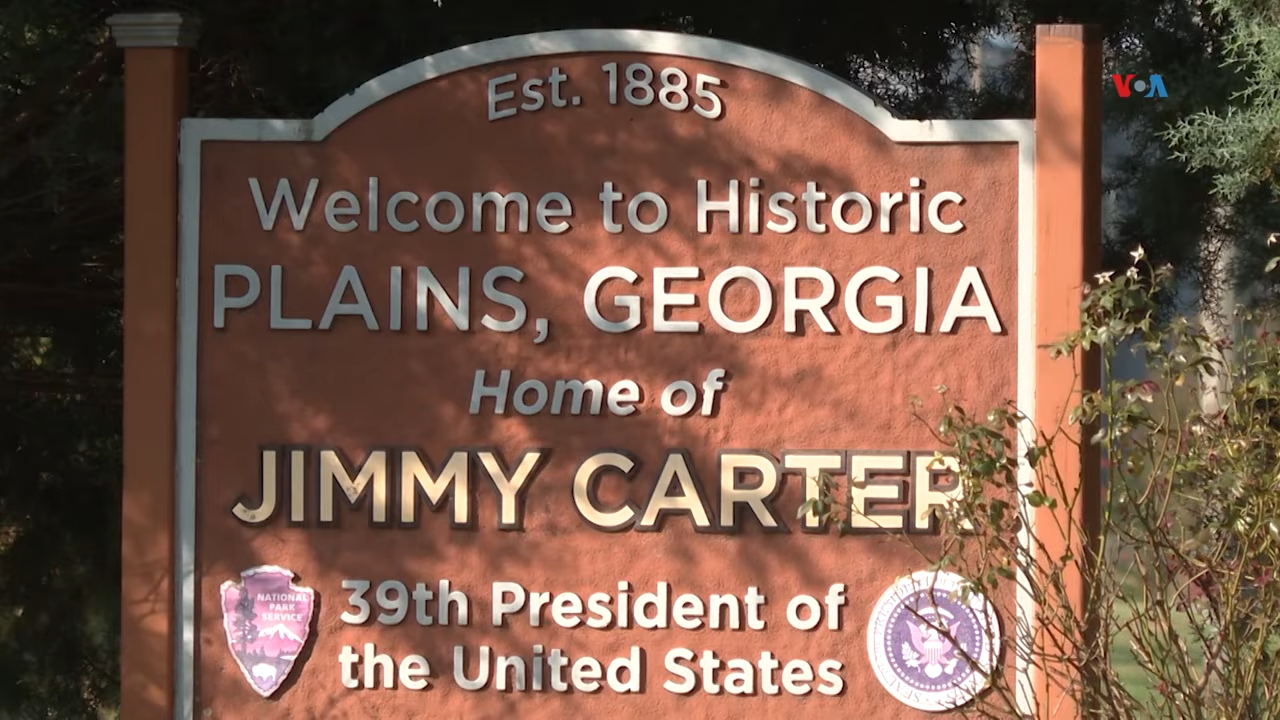 VOA
Est. 1885
Welcome to Historic
PLAINS, GEORGIA
Home of
JIMMY CARTER
NATIONAL
PARK
SERVICE
39th President of
the United States